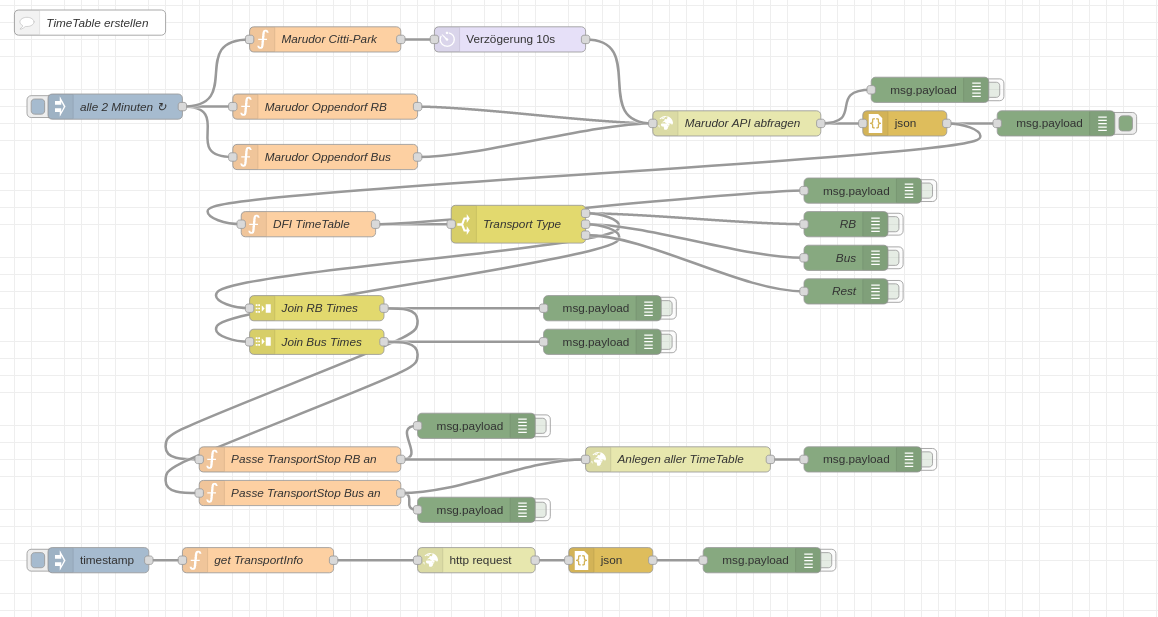 TimeTable erstellen
Marudor Citti-Park
Verzögerung 10s
msg.payload
alle 2 Minuten ↻
Marudor Oppendorf RB
Marudor API abfragen
json
msg.payload
Marudor Oppendorf Bus
msg.payload
DFI TimeTable
Transport Type
RB
Bus
Rest
Join RB Times
msg.payload
Join Bus Times
msg.payload
msg.payload
Passe TransportStop RB an
Anlegen aller TimeTable
msg.payload
Passe TransportStop Bus an
msg.payload
timestamp
get TransportInfo
http request
json
msg.payload